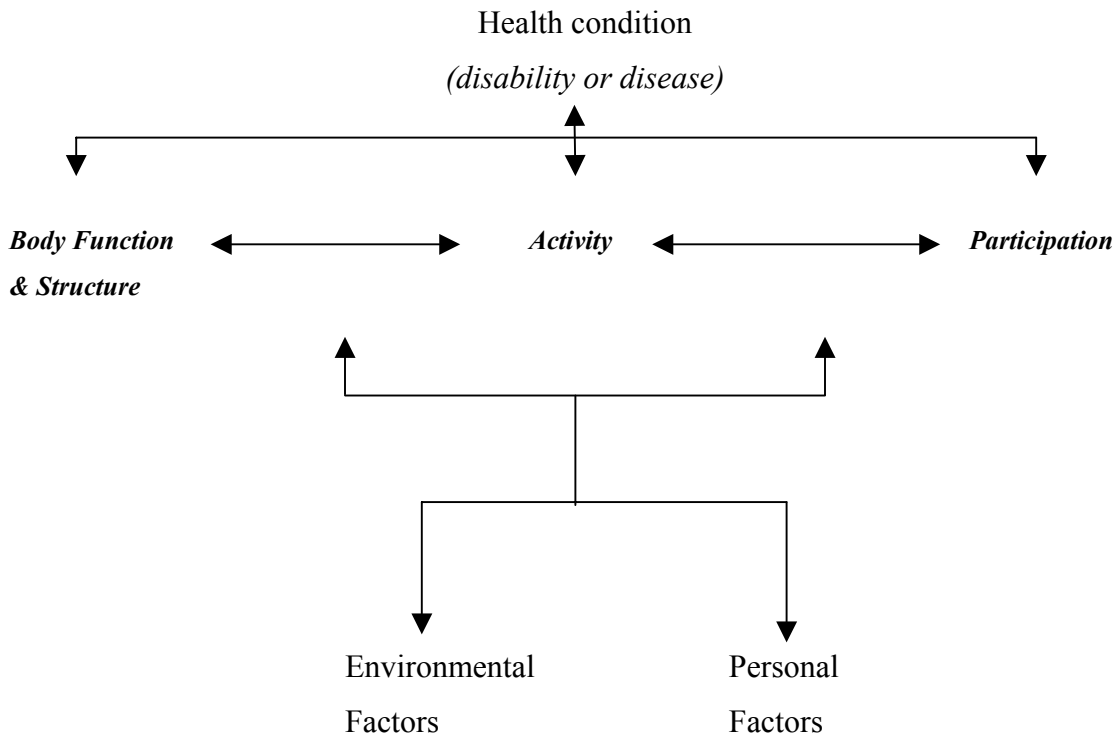 Health condition
(disability or disease)
Body Function
& Structure
Activity
Participation
Environmental
Factors
Personal
Factors